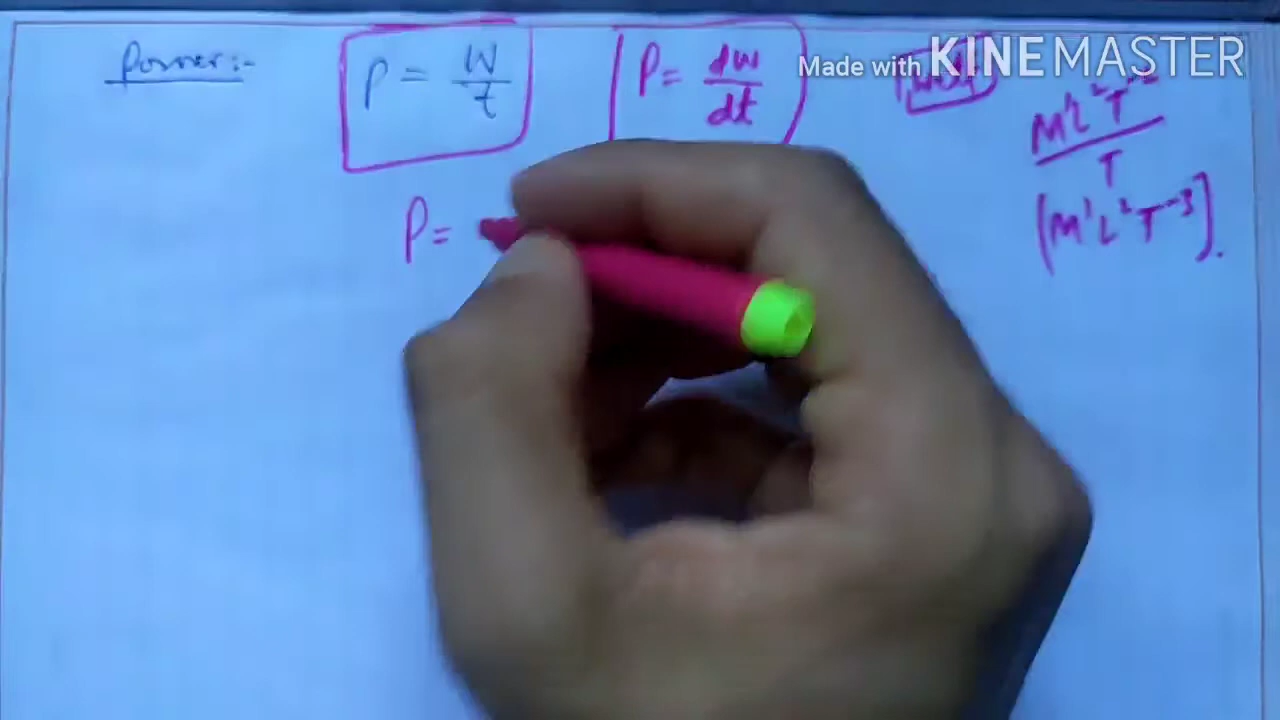 Power:-
P = W/t
P = dw/dt
Made with KINEMASTER
M¹L²T⁻²/T
[M¹L²T⁻³].
P =